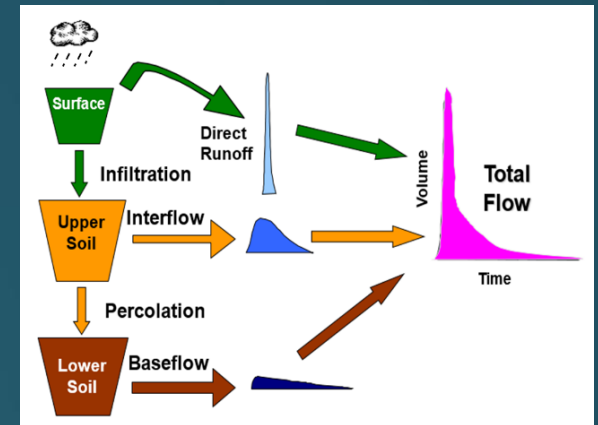 Surface
Direct
Runoff
Infiltration
Upper
Soil
Interflow
Percolation
Lower
Soil
Baseflow
Volume
Total
Flow
Time